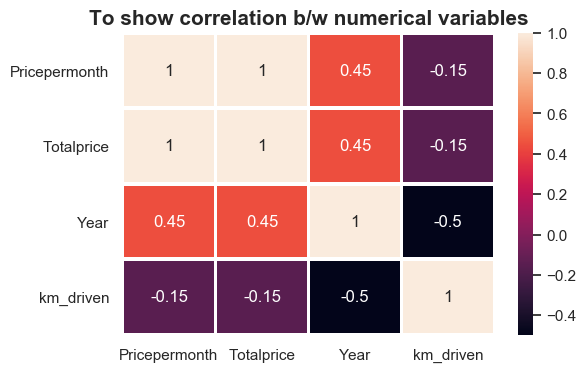 To show correlation b/w numerical variables
Pricepermonth 1 1 0.45 -0.15
Totalprice 1 1 0.45 -0.15
Year 0.45 0.45 1 -0.5
km_driven -0.15 -0.15 -0.5 1
Pricepermonth Totalprice Year km_driven
1.0
0.8
0.6
0.4
0.2
0.0
−0.2
−0.4